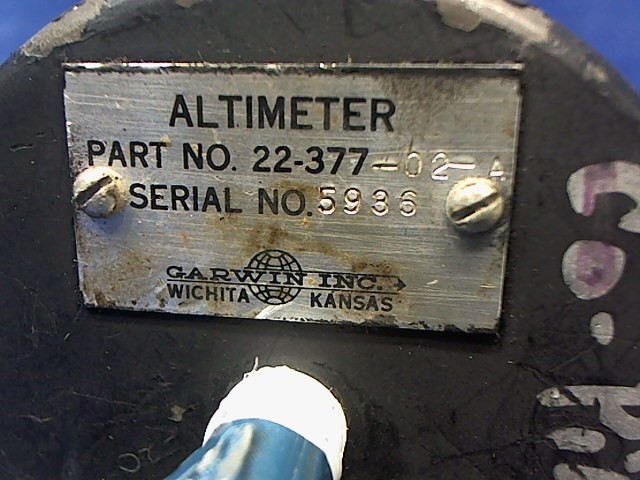 ALTIMETER
PART NO. 22-377-02-A
SERIAL NO. 5936
GARWIN INC.
WICHITA KANSAS